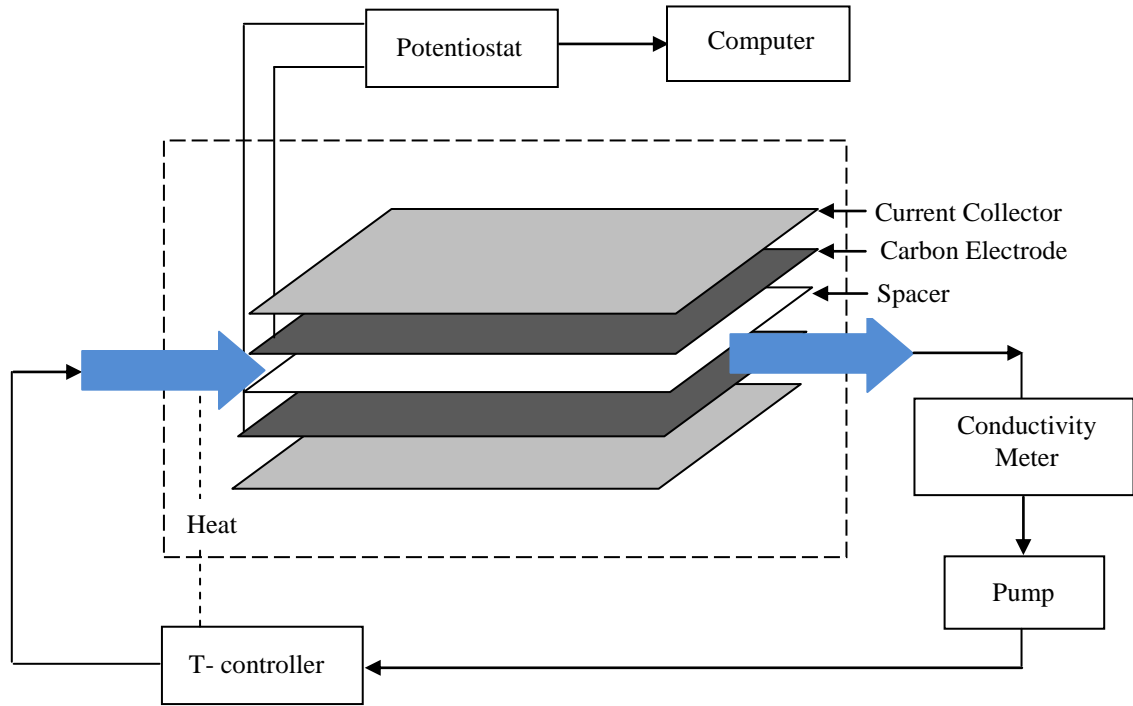 Potentiostat
Computer
Current Collector
Carbon Electrode
Spacer
Conductivity
Meter
Heat
Pump
T- controller